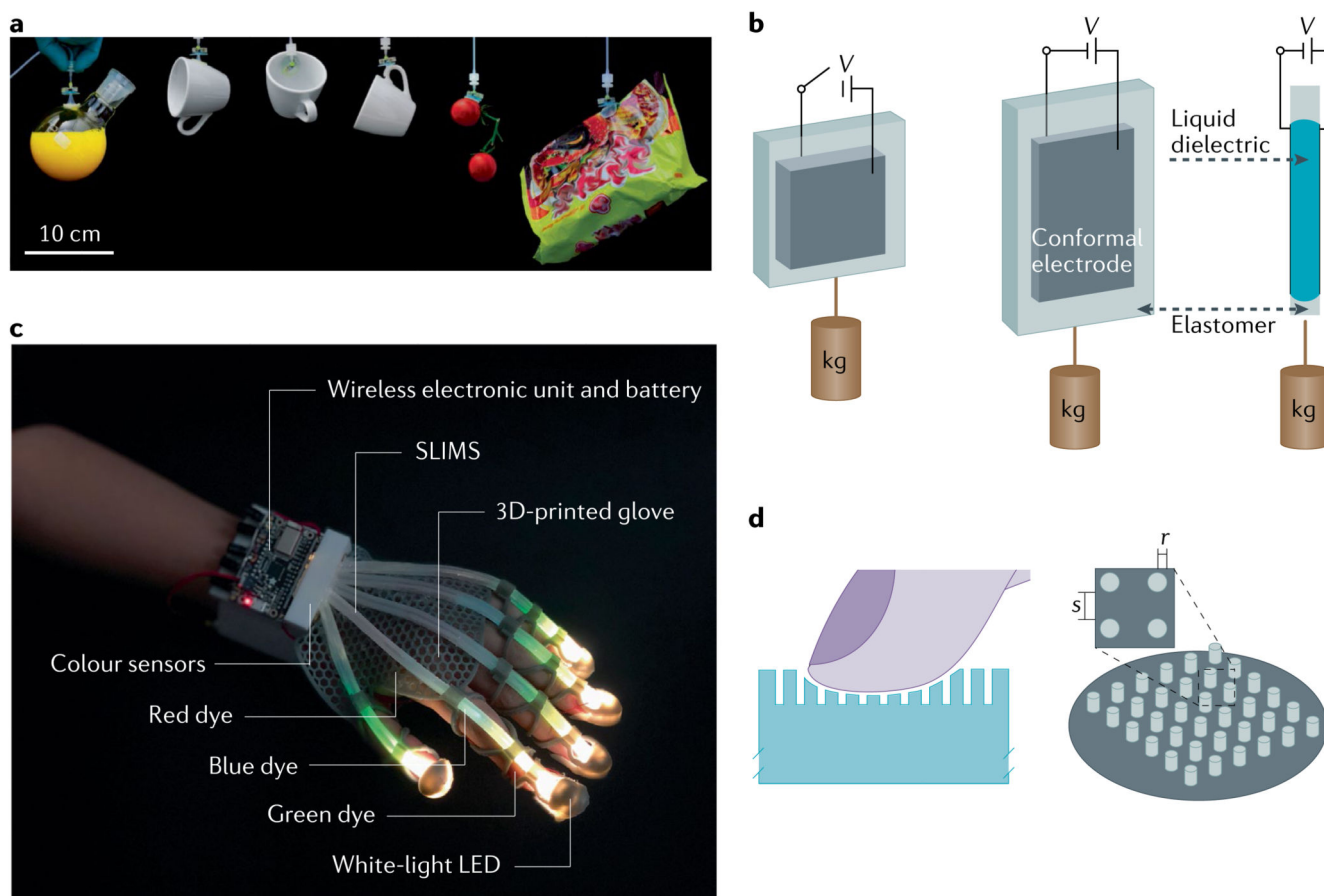 a
10 cm
b
V
V
V
Liquid
dielectric
Conformal
electrode
Elastomer
kg
kg
kg
c
Wireless electronic unit and battery
SLIMS
3D-printed glove
Colour sensors
Red dye
Blue dye
Green dye
White-light LED
d
r
s